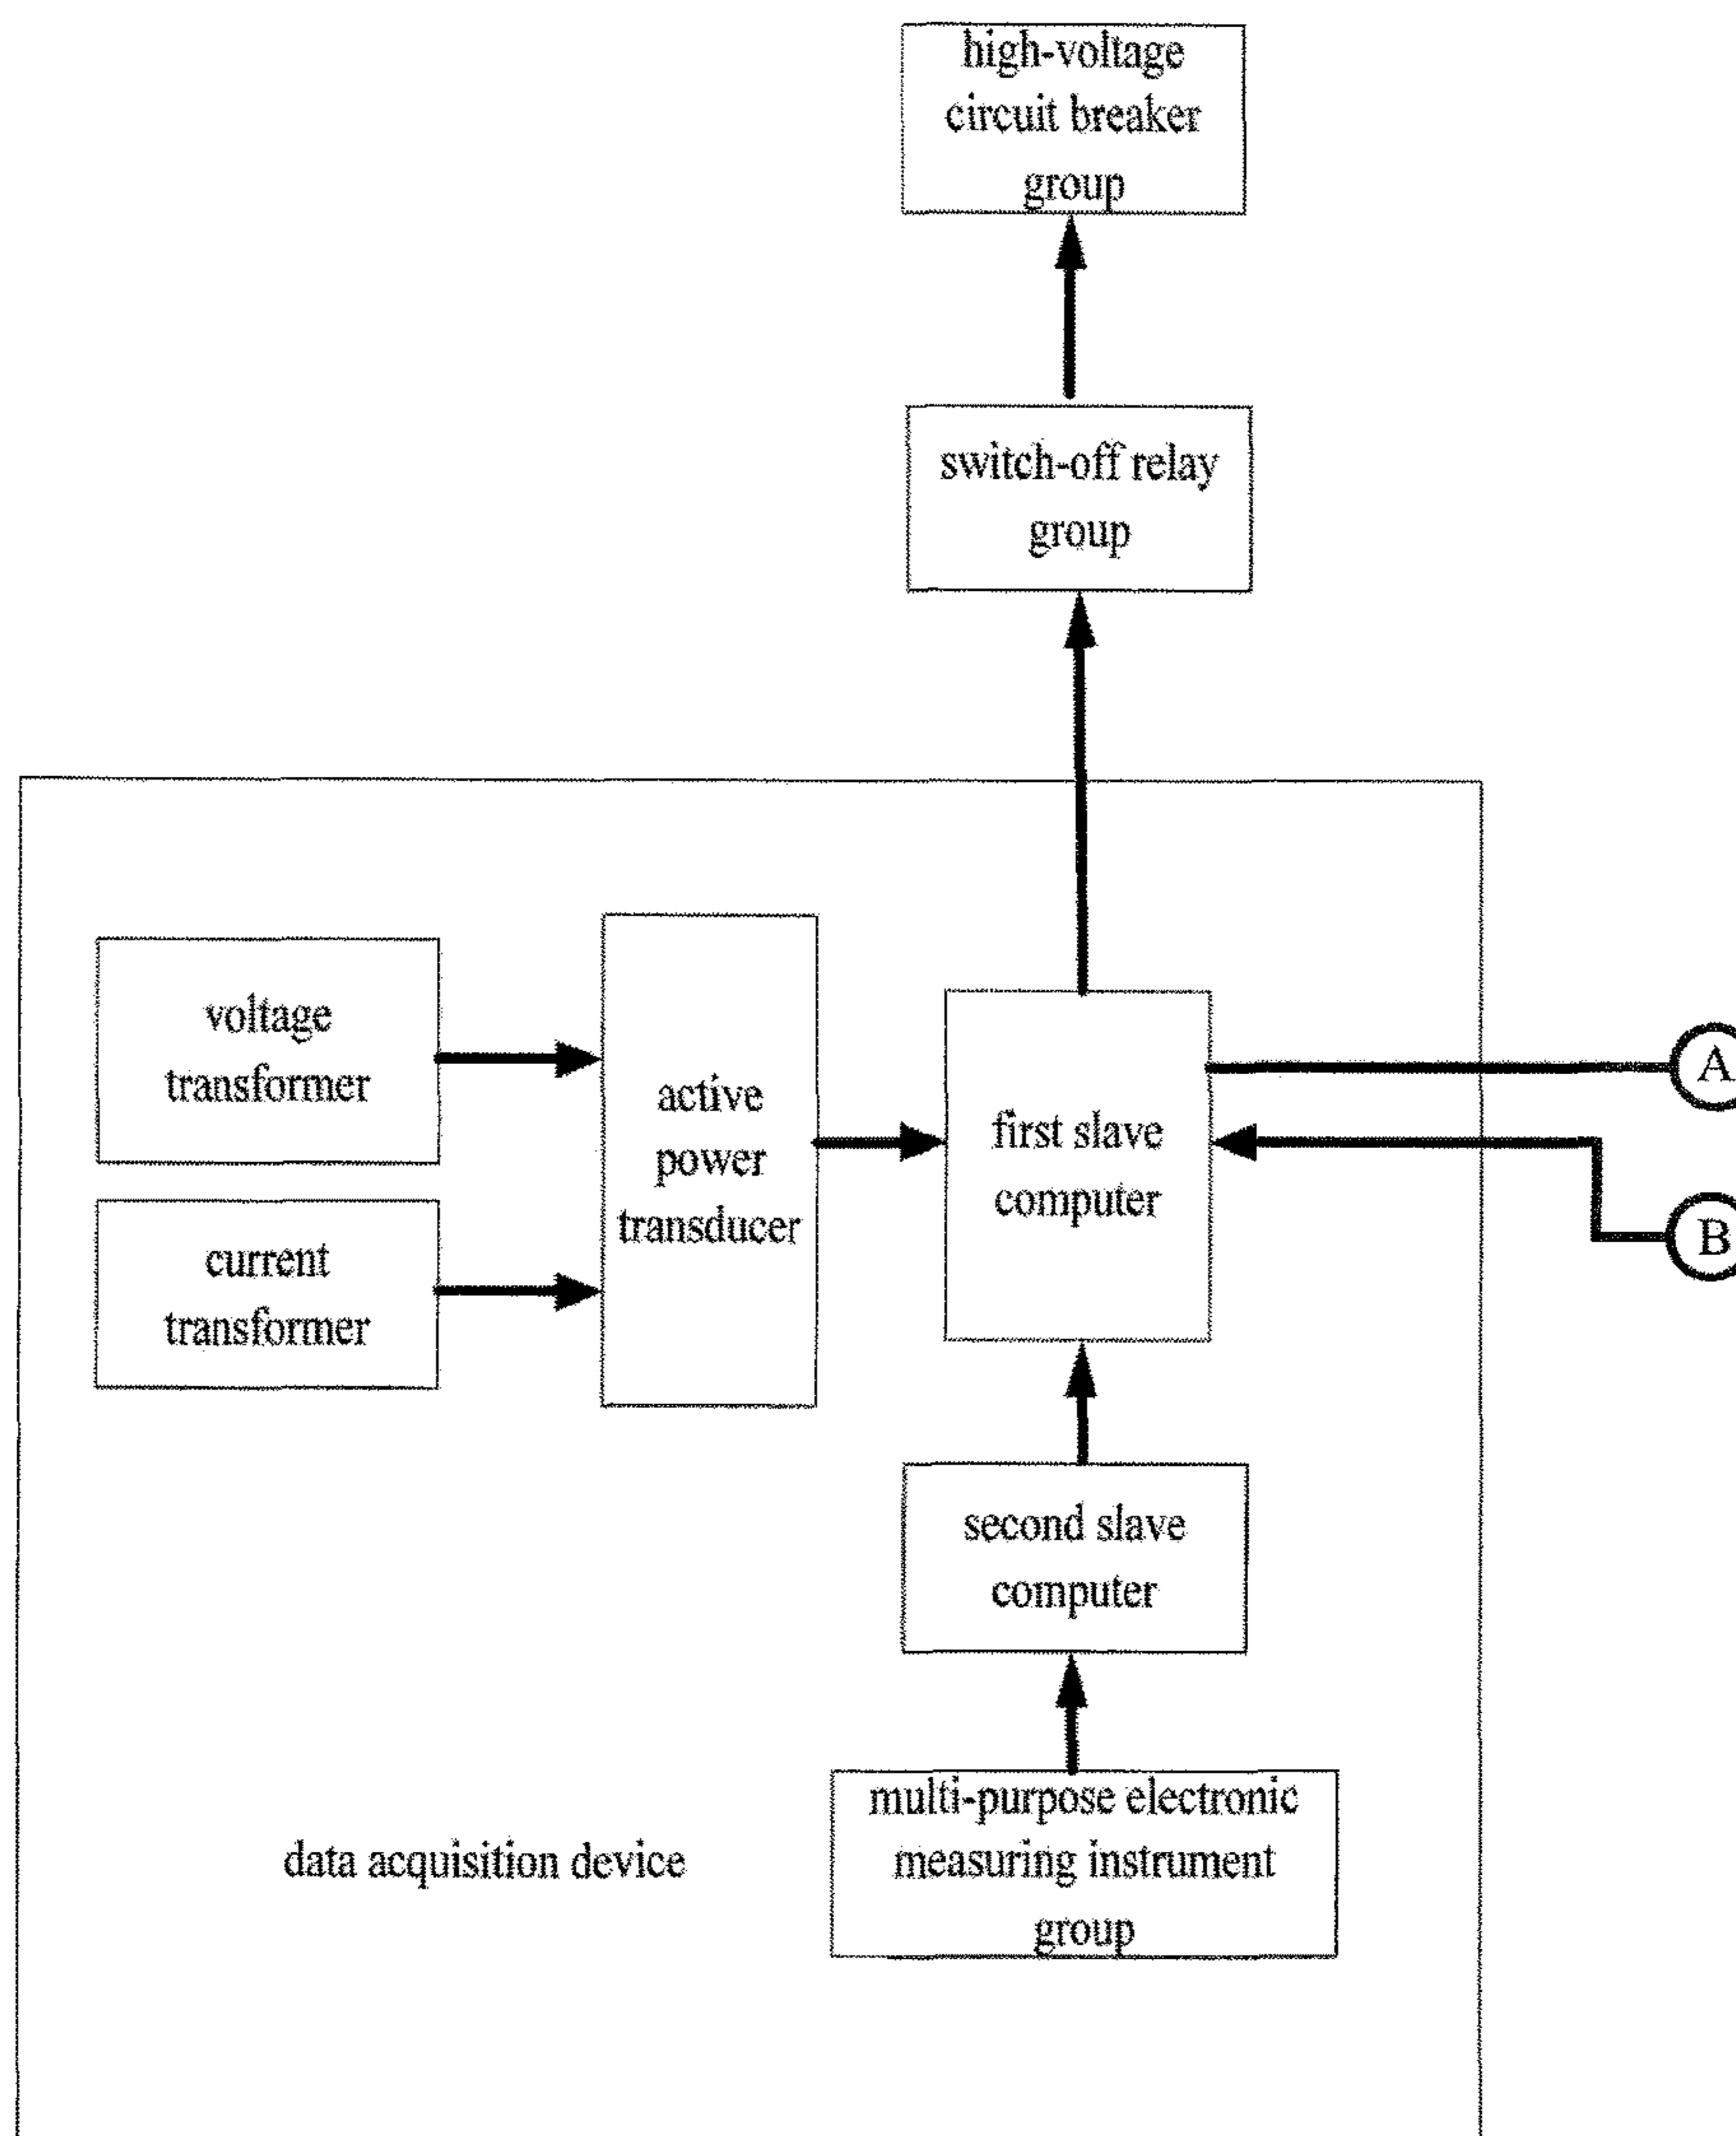 high-voltage
circuit breaker
group
switch-off relay
group
voltage
transformer
current
transformer
active
power
transducer
first slave
computer
A
B
second slave
computer
multi-purpose electronic
measuring instrument
group
data acquisition device